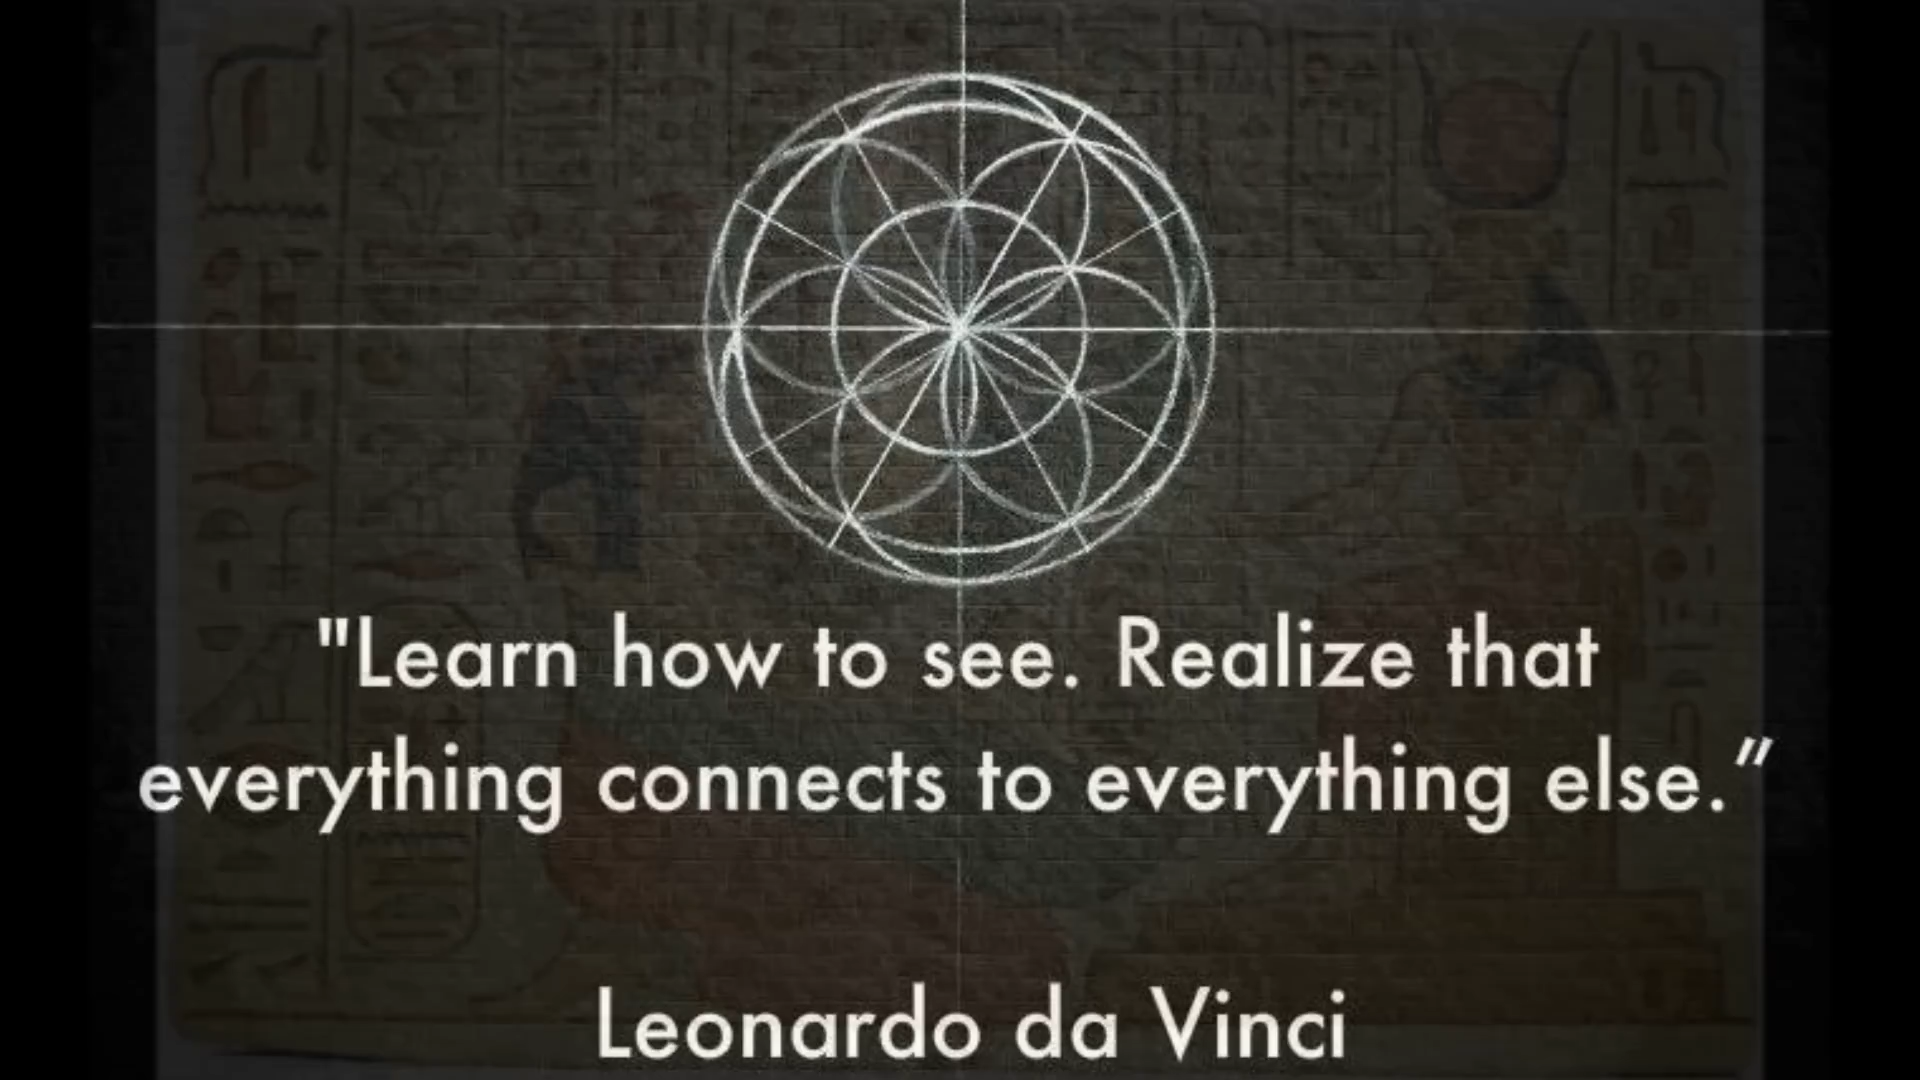 "Learn how to see. Realize that
everything connects to everything else.”
Leonardo da Vinci